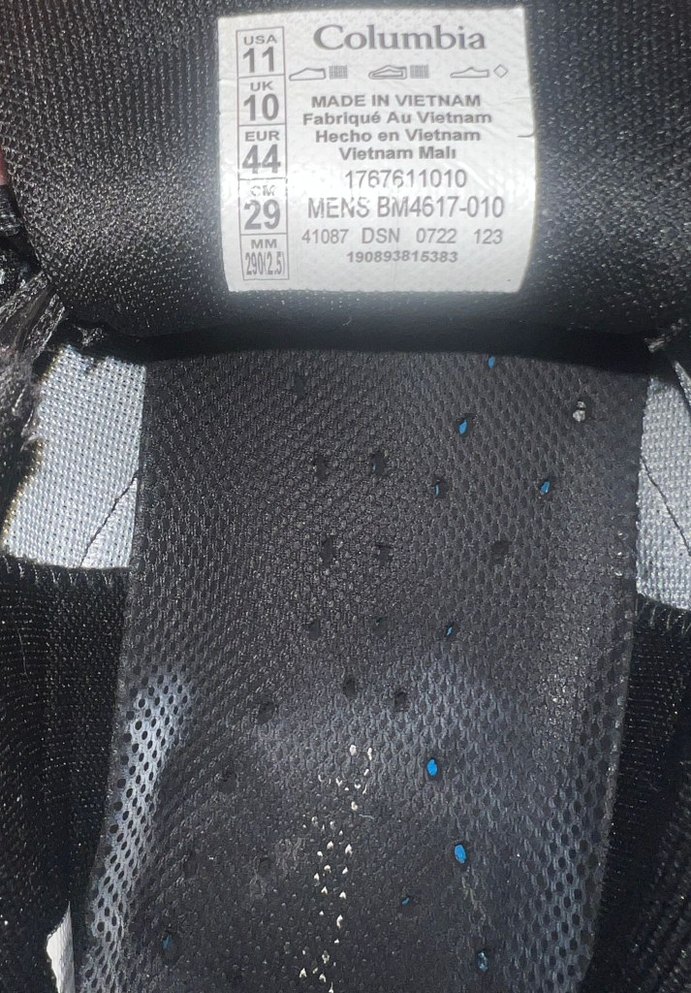 USA
11
UK
10
EUR
44
CM
29
MM
290(2.5)
Columbia
MADE IN VIETNAM
Fabriqué Au Vietnam
Hecho en Vietnam
Vietnam Malı
1767611010
MENS BM4617-010
41087 DSN 0722 123
190893815383